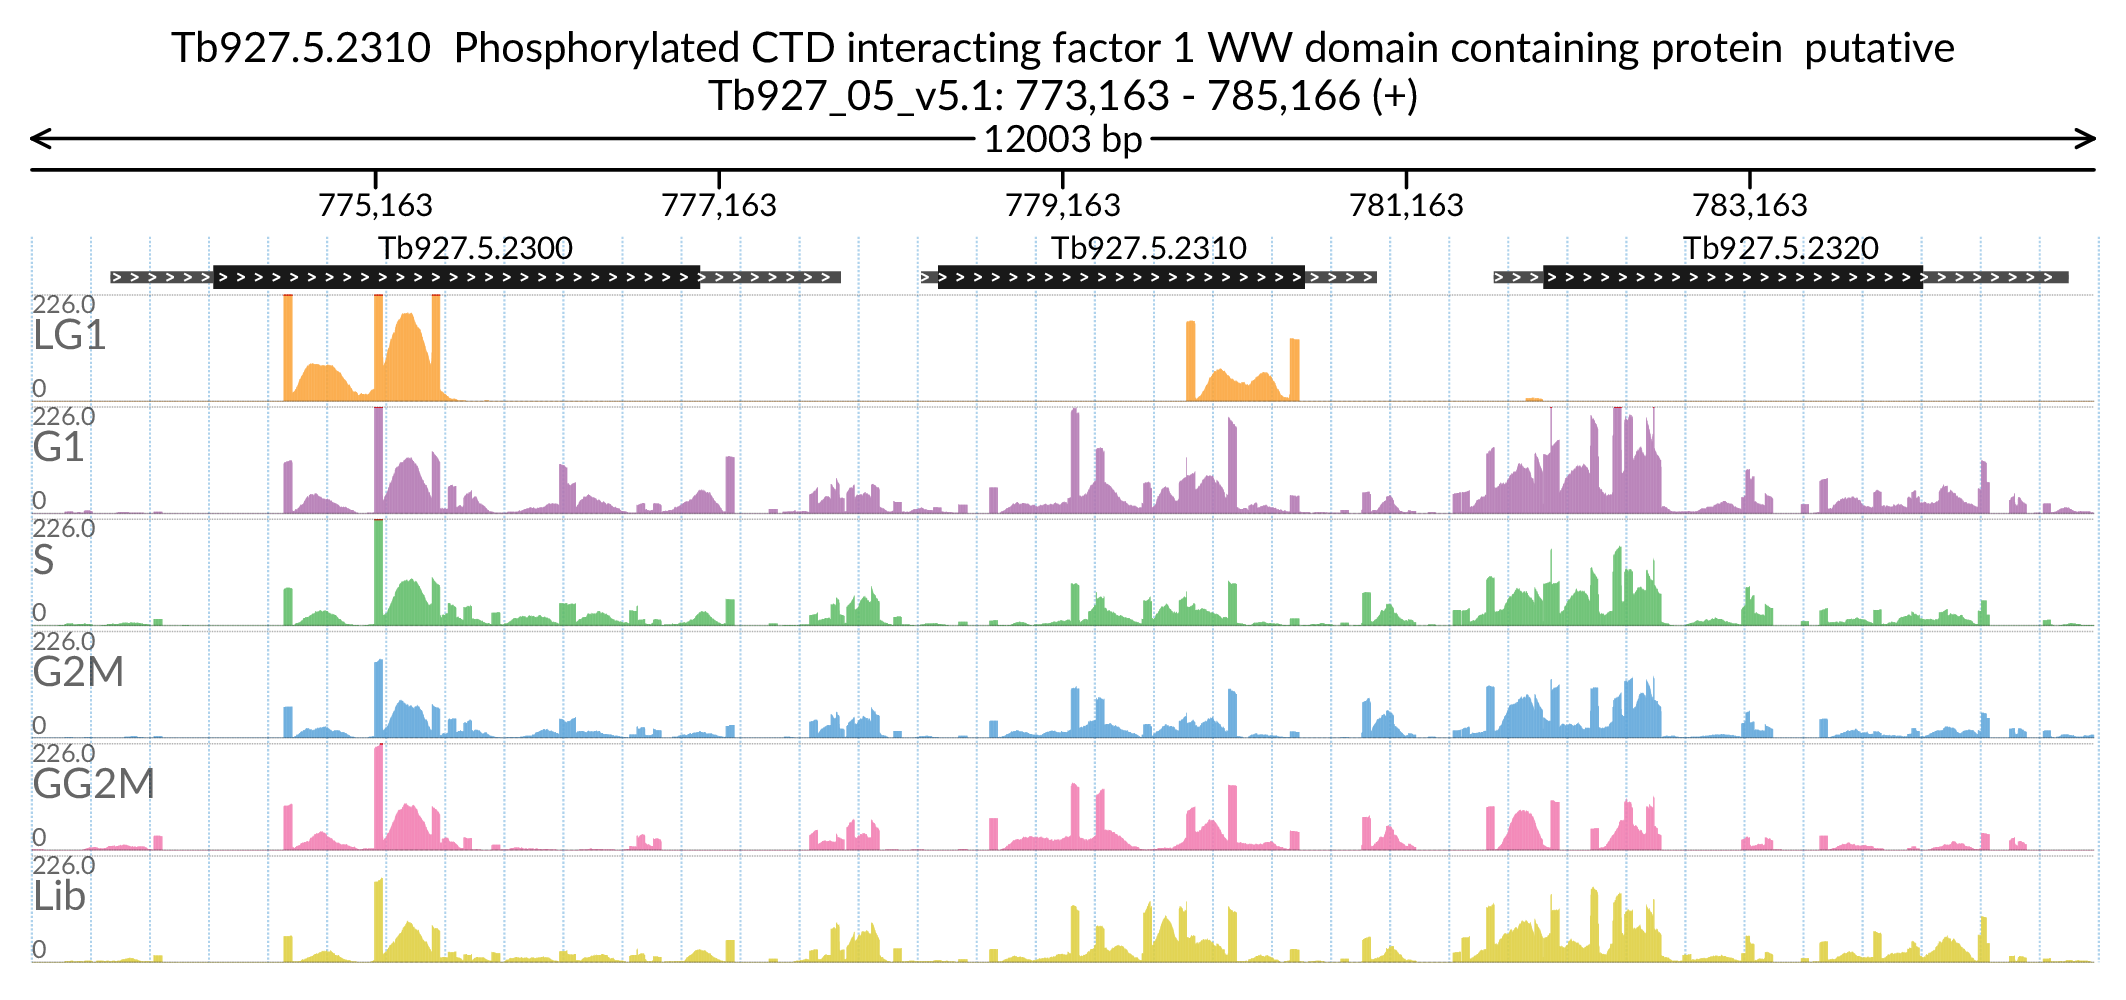 Tb927.5.2310 Phosphorylated CTD interacting factor 1 WW domain containing protein putative
Tb927_05_v5.1: 773,163 - 785,166 (+)
12003 bp
775,163 777,163 779,163 781,163 783,163
Tb927.5.2300 Tb927.5.2310 Tb927.5.2320
226.0
LG1
0
226.0
G1
0
226.0
S
0
226.0
G2M
0
226.0
GG2M
0
226.0
Lib
0